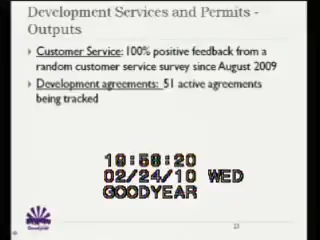 Development Services and Permits -
Outputs
Customer Service: 100% positive feedback from a
random customer service survey since August 2009
Development agreements: 51 active agreements
being tracked
19:58:20
02/24/10 WED
GOODYEAR